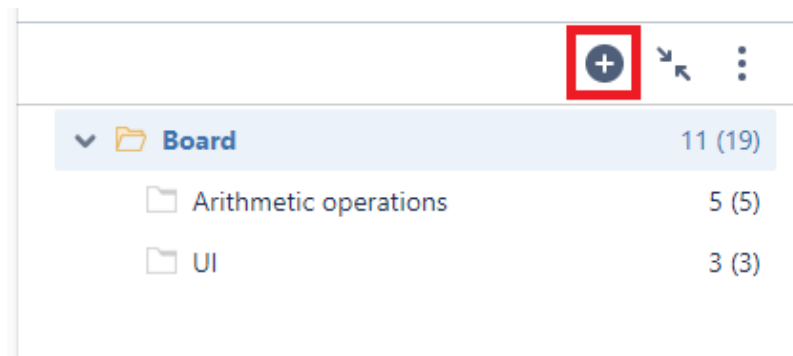 Board 11 (19)
Arithmetic operations 5 (5)
UI 3 (3)